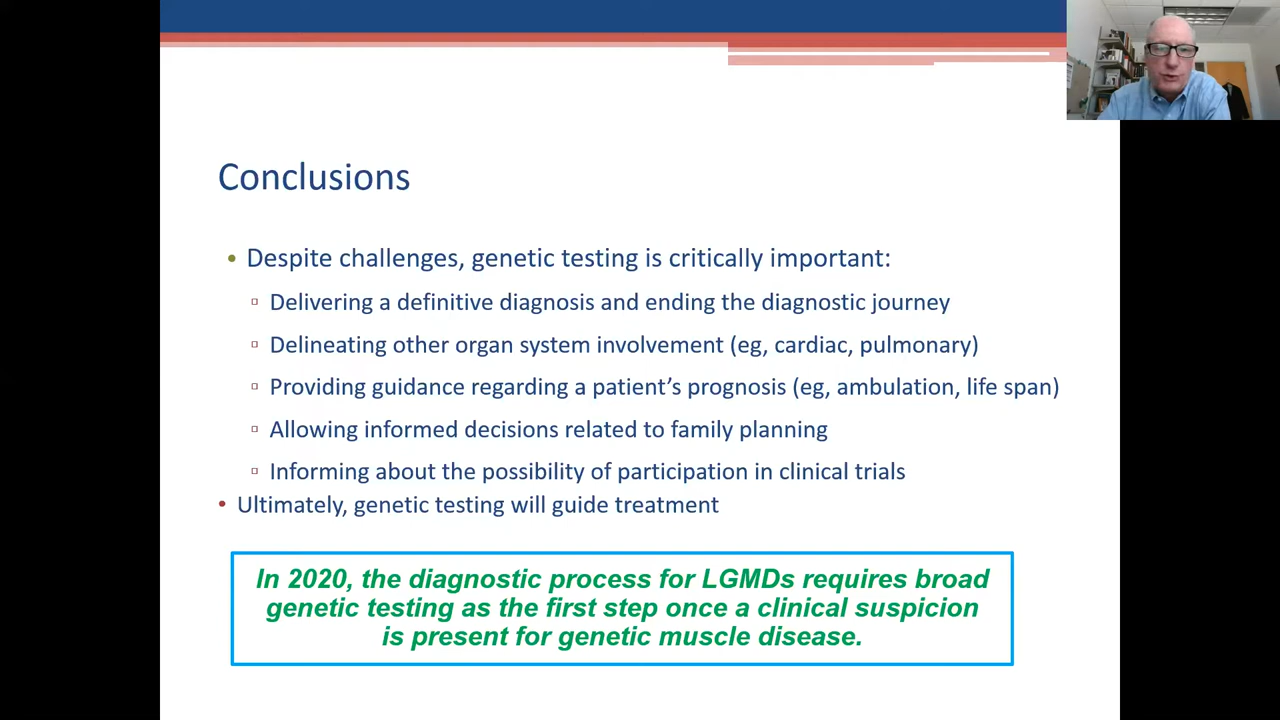 Conclusions
• Despite challenges, genetic testing is critically important:
▫ Delivering a definitive diagnosis and ending the diagnostic journey
▫ Delineating other organ system involvement (eg, cardiac, pulmonary)
▫ Providing guidance regarding a patient’s prognosis (eg, ambulation, life span)
▫ Allowing informed decisions related to family planning
▫ Informing about the possibility of participation in clinical trials
• Ultimately, genetic testing will guide treatment
In 2020, the diagnostic process for LGMDs requires broad
genetic testing as the first step once a clinical suspicion
is present for genetic muscle disease.